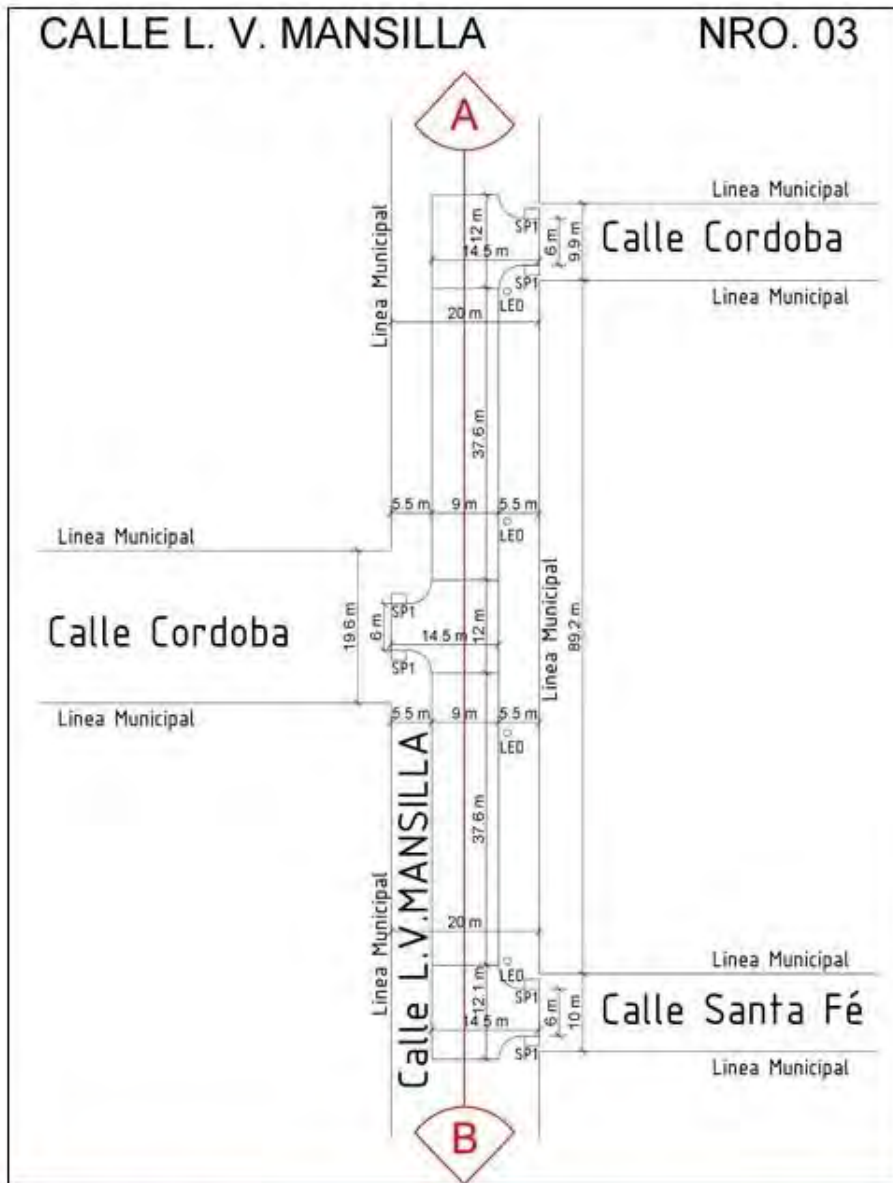 CALLE L. V. MANSILLA NRO. 03
A
Linea Municipal
Linea Municipal
SP1
12 m
6 m
9.9 m
Calle Cordoba
14.5 m
SP1
LED
Linea Municipal
20 m
37.6 m
5.5 m 9 m 5.5 m
LED
Linea Municipal
Linea Municipal
SP1
19.6 m
6 m
Calle Cordoba
14.5 m
12 m
89.2 m
SP1
Linea Municipal
5.5 m 9 m 5.5 m
LED
Calle L.V.MANSILLA
37.6 m
Linea Municipal
20 m
LED
Linea Municipal
SP1
12.1 m
6 m
10 m
Calle Santa Fé
14.5 m
SP1
Linea Municipal
B